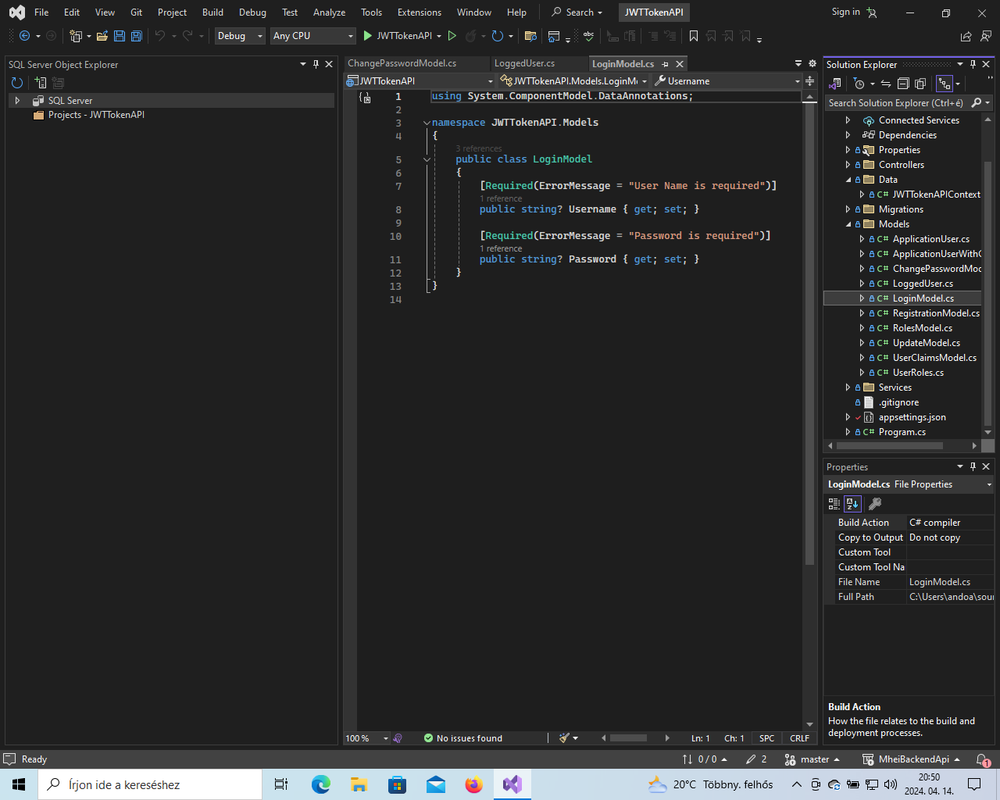 File Edit View Git Project Build Debug Test Analyze Tools Extensions Window Help Search JWTTokenAPI Sign in
Debug Any CPU JWTTokenAPI
SQL Server Object Explorer
SQL Server
Projects - JWTTokenAPI
ChangePasswordModel.cs LoggedUser.cs LoginModel.cs
JWTTokenAPI JWTTokenAPI.Models.LoginM Username
1 using System.ComponentModel.DataAnnotations;
2
3 namespace JWTTokenAPI.Models
4 {
3 references
5 public class LoginModel
6 {
7 [Required(ErrorMessage = "User Name is required")]
1 reference
8 public string? Username { get; set; }
9
10 [Required(ErrorMessage = "Password is required")]
1 reference
11 public string? Password { get; set; }
12 }
13 }
14
100 % No issues found Ln: 1 Ch: 1 SPC CRLF
Solution Explorer
Search Solution Explorer (Ctrl+é)
Connected Services
Dependencies
Properties
Controllers
Data
C# JWTTokenAPIContext
Migrations
Models
C# ApplicationUser.cs
C# ApplicationUserWith
C# ChangePasswordMod
C# LoggedUser.cs
C# LoginModel.cs
C# RegistrationModel.cs
C# RolesModel.cs
C# UpdateModel.cs
C# UserClaimsModel.cs
C# UserRoles.cs
Services
.gitignore
appsettings.json
C# Program.cs
Properties
LoginModel.cs File Properties
Build Action C# compiler
Copy to Output Do not copy
Custom Tool
Custom Tool Na
File Name LoginModel.cs
Full Path C:\Users\andoa\sour
Build Action
How the file relates to the build and
deployment processes.
Ready 0 / 0 2 master MheiBackendApi 1
Írjon ide a kereséshez 20°C Többny. felhős 20:50
2024. 04. 14.